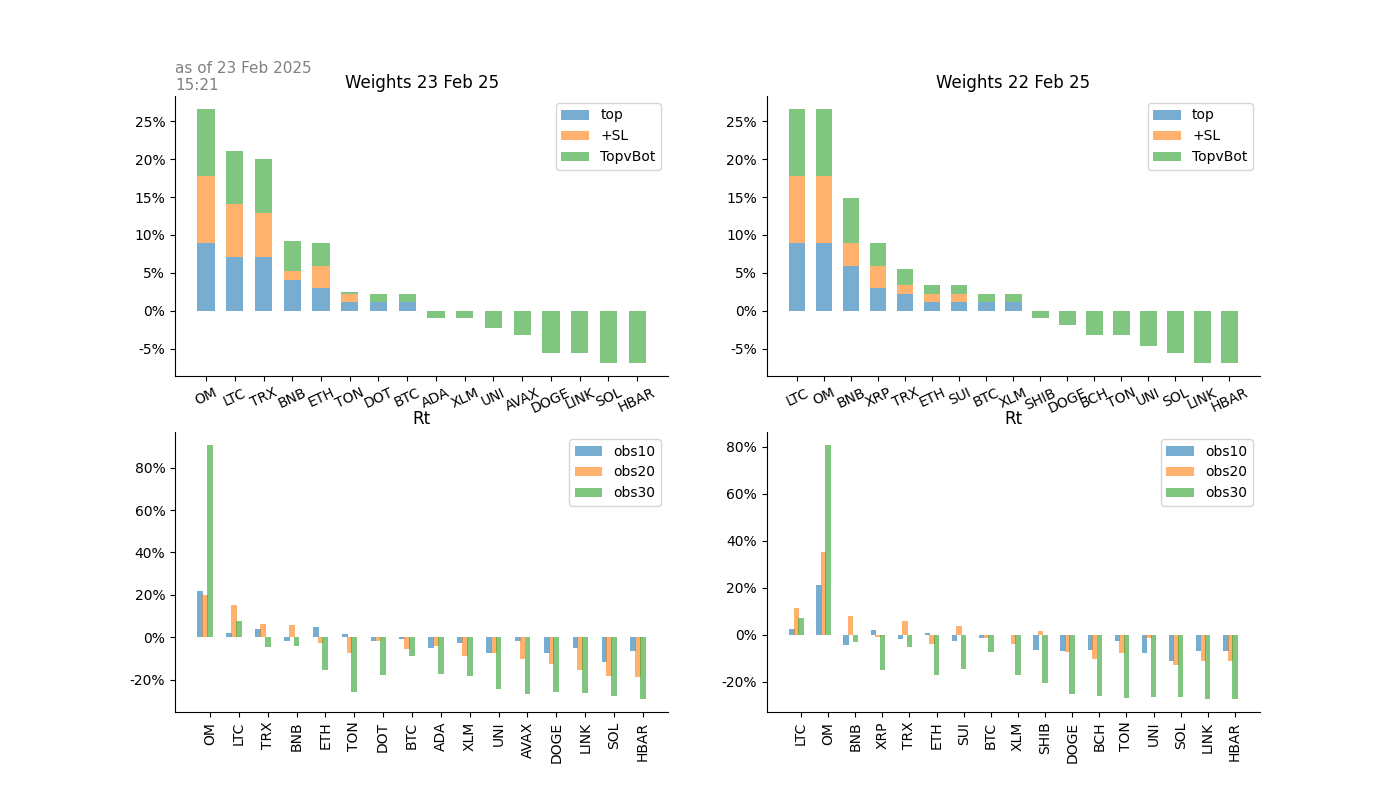 as of 23 Feb 2025
15:21
Weights 23 Feb 25
25%
20%
15%
10%
5%
0%
-5%
top
+SL
TopvBot
OM LTC TRX BNB ETH TON DOT BTC ADA XLM UNI AVAX DOGE LINK SOL HBAR
Weights 22 Feb 25
25%
20%
15%
10%
5%
0%
-5%
top
+SL
TopvBot
LTC OM BNB XRP TRX ETH SUI BTC XLM SHIB DOGE BCH TON UNI SOL LINK HBAR
Rt
80%
60%
40%
20%
0%
-20%
obs10
obs20
obs30
OM LTC TRX BNB ETH TON DOT BTC ADA XLM UNI AVAX DOGE LINK SOL HBAR
Rt
80%
60%
40%
20%
0%
-20%
obs10
obs20
obs30
LTC OM BNB XRP TRX ETH SUI BTC XLM SHIB DOGE BCH TON UNI SOL LINK HBAR